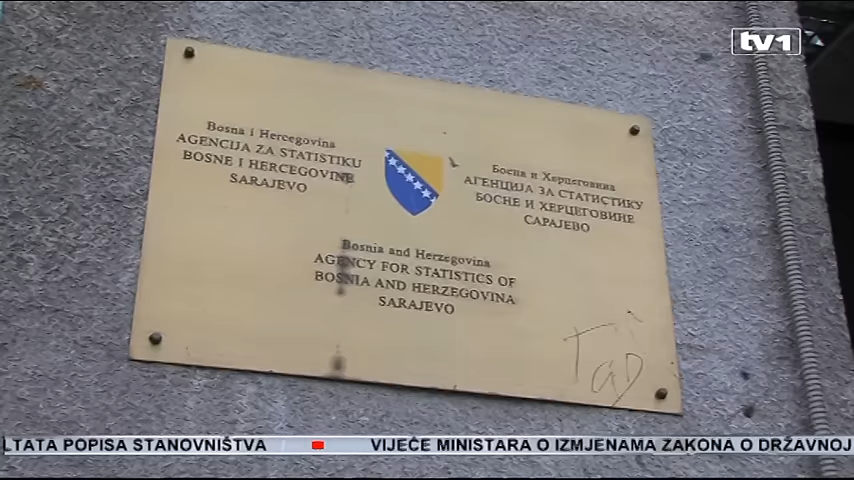 tv1
Bosna i Hercegovina
AGENCIJA ZA STATISTIKU
BOSNE I HERCEGOVINE
SARAJEVO
Босна и Херцеговина
АГЕНЦИЈА ЗА СТАТИСТИКУ
БОСНЕ И ХЕРЦЕГОВИНЕ
САРАЈЕВО
Bosnia and Herzegovina
AGENCY FOR STATISTICS OF
BOSNIA AND HERZEGOVINA
SARAJEVO
LTATA POPISA STANOVNIŠTVA VIJEĆE MINISTARA O IZMJENAMA ZAKONA O DRŽAVNOJ